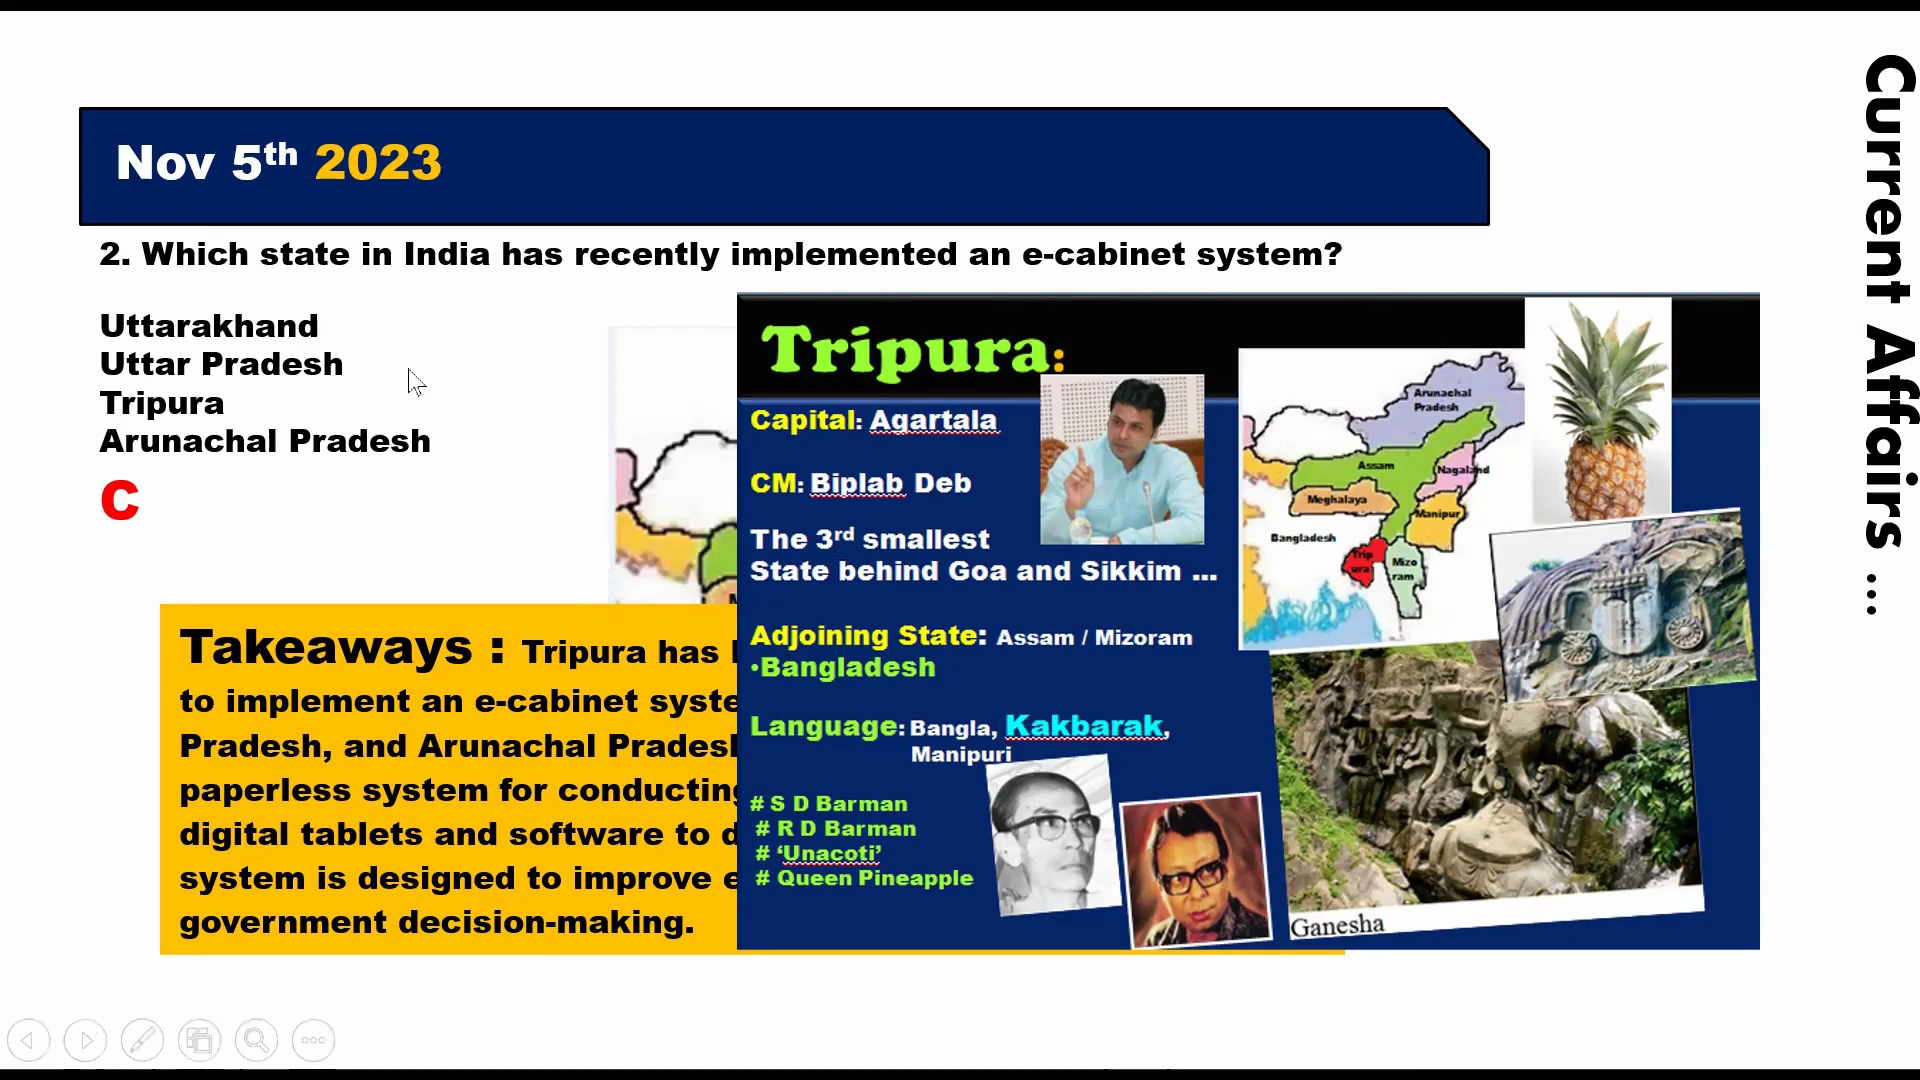 Current Affairs ...
Nov 5th 2023
2. Which state in India has recently implemented an e-cabinet system?
Uttarakhand
Uttar Pradesh
Tripura
Arunachal Pradesh
C
Takeaways : Tripura has
to implement an e-cabinet
Pradesh, and Arunachal
paperless system for
digital tablets and software to
system is designed to improve
government decision-making.
Tripura:
Capital: Agartala
CM: Biplab Deb
The 3rd smallest
State behind Goa and Sikkim ...
Adjoining State: Assam / Mizoram
•Bangladesh
Language: Bangla, Kakbarak,
Manipuri
# S D Barman
# R D Barman
# ‘Unacoti’
# Queen Pineapple
Arunachal
Pradesh
Assam
Nagaland
Meghalaya
Manipur
Bangladesh
Trip
ura
Mizo
ram
Ganesha